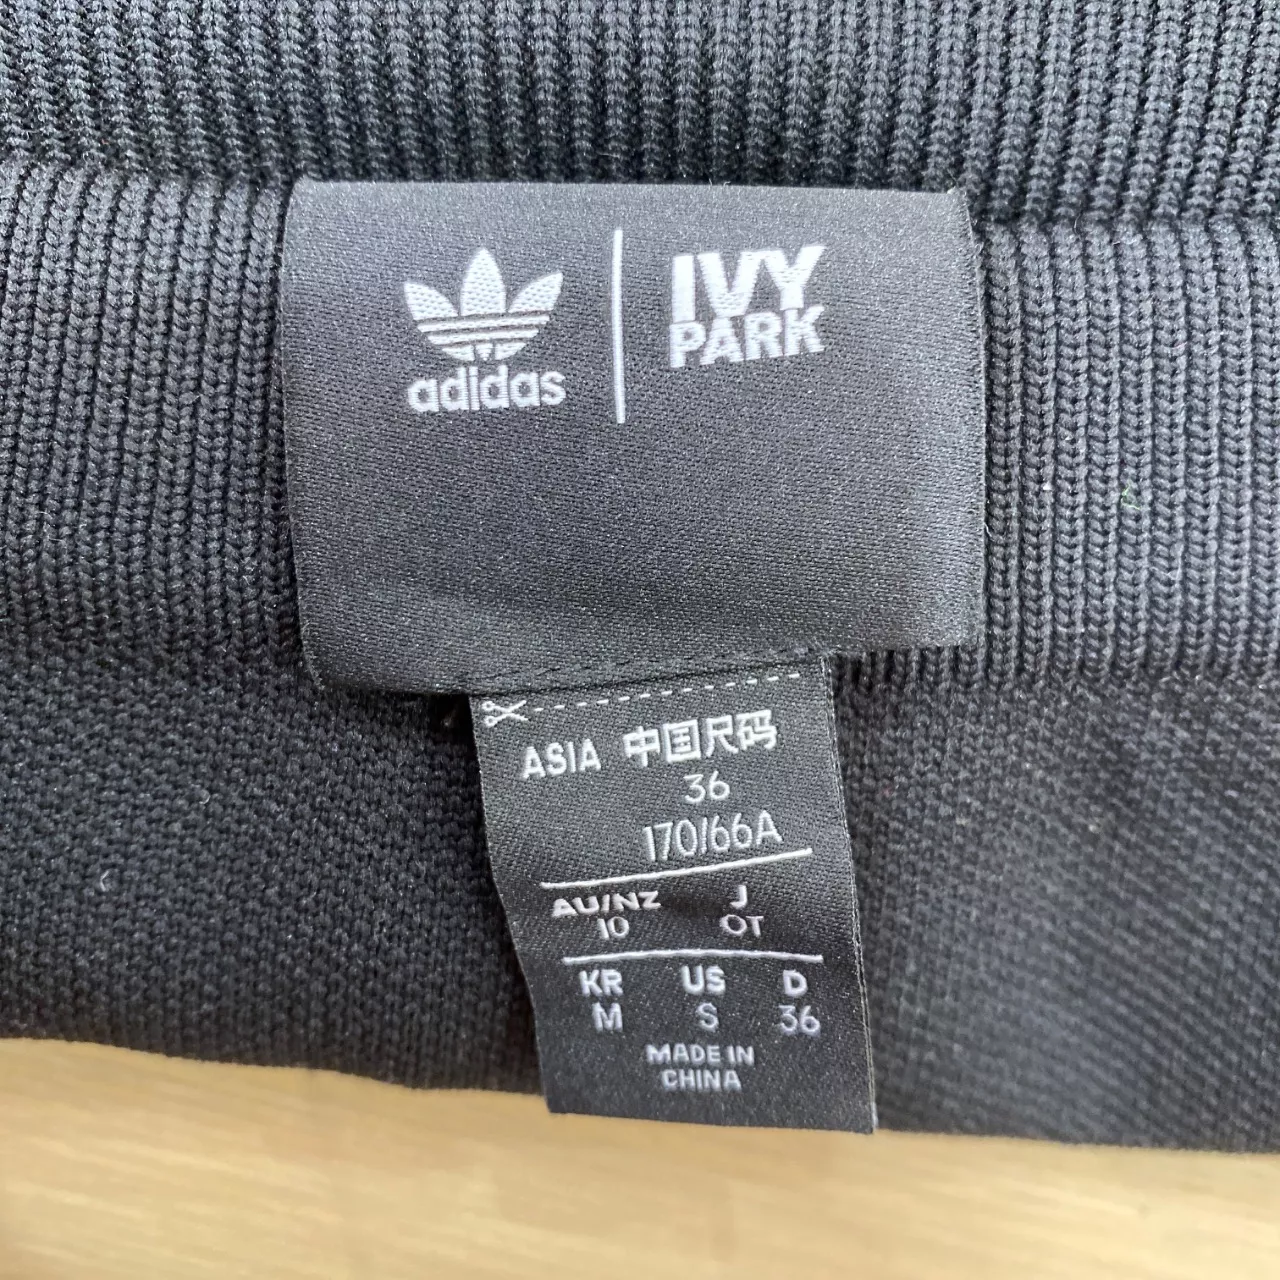 adidas
IVY
PARK
ASIA 中国尺码
36
170/66A
AU/NZ J
10 OT
KR US D
M S 36
MADE IN
CHINA